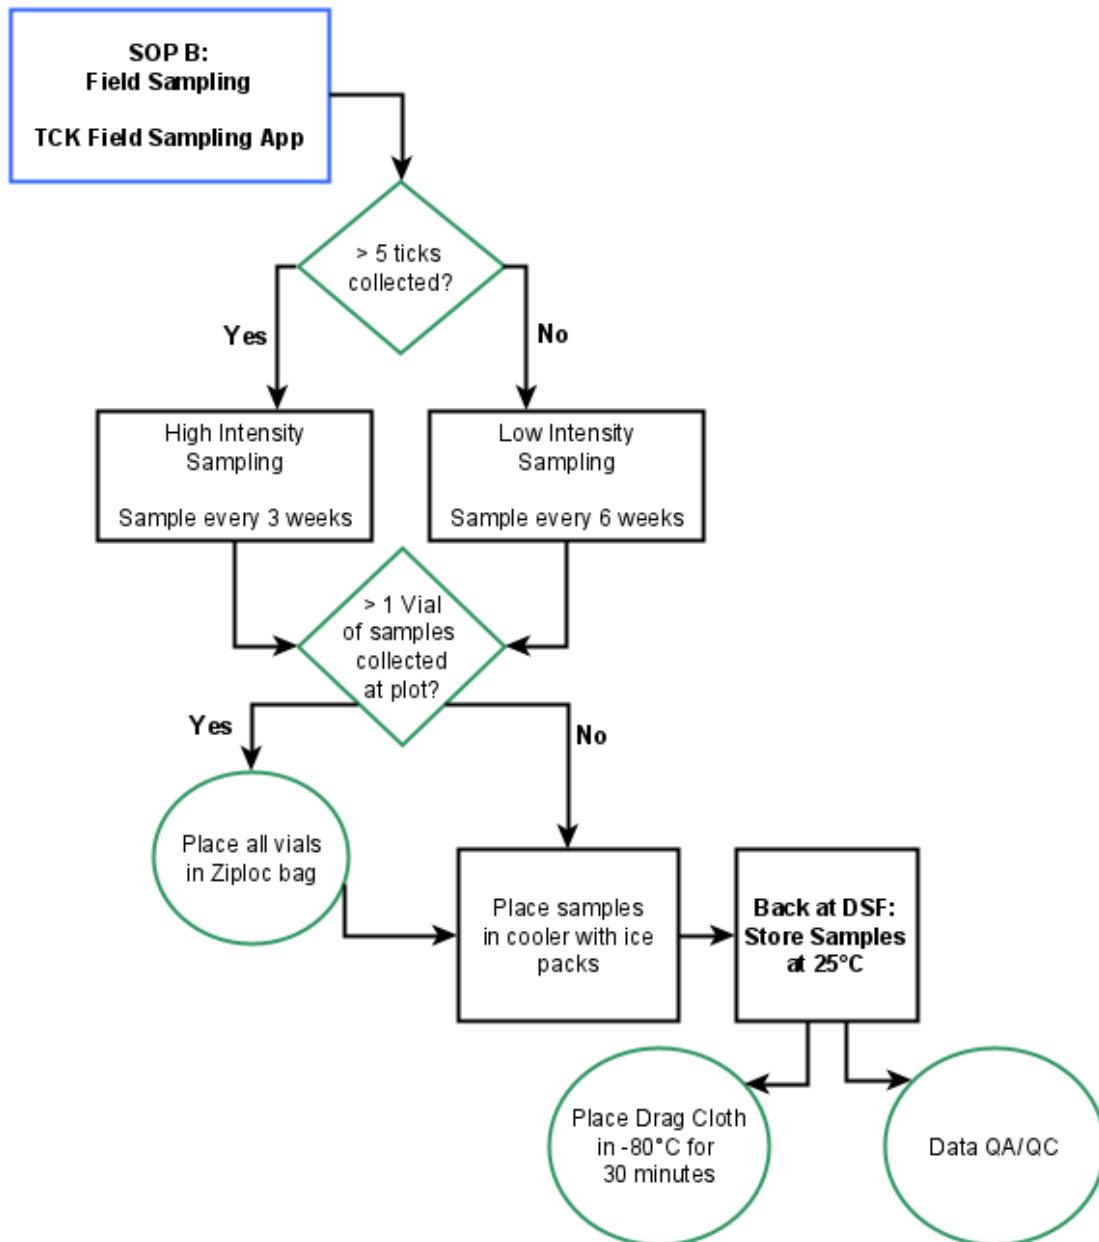 SOP B:
Field Sampling
TCK Field Sampling App
> 5 ticks
collected?
Yes
No
High Intensity
Sampling
Sample every 3 weeks
Low Intensity
Sampling
Sample every 6 weeks
> 1 Vial
of samples
collected
at plot?
Yes
No
Place all vials
in Ziploc bag
Place samples
in cooler with ice
packs
Back at DSF:
Store Samples
at 25°C
Place Drag Cloth
in -80°C for
30 minutes
Data QA/QC